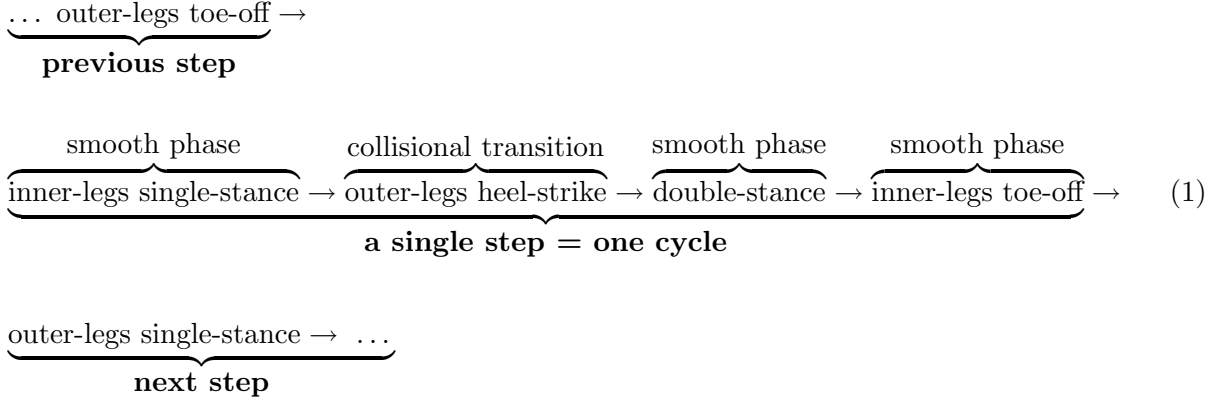 … outer-legs toe-off →
previous step
smooth phase collisional transition smooth phase smooth phase
inner-legs single-stance → outer-legs heel-strike → double-stance → inner-legs toe-off → (1)
a single step = one cycle
outer-legs single-stance → …
next step